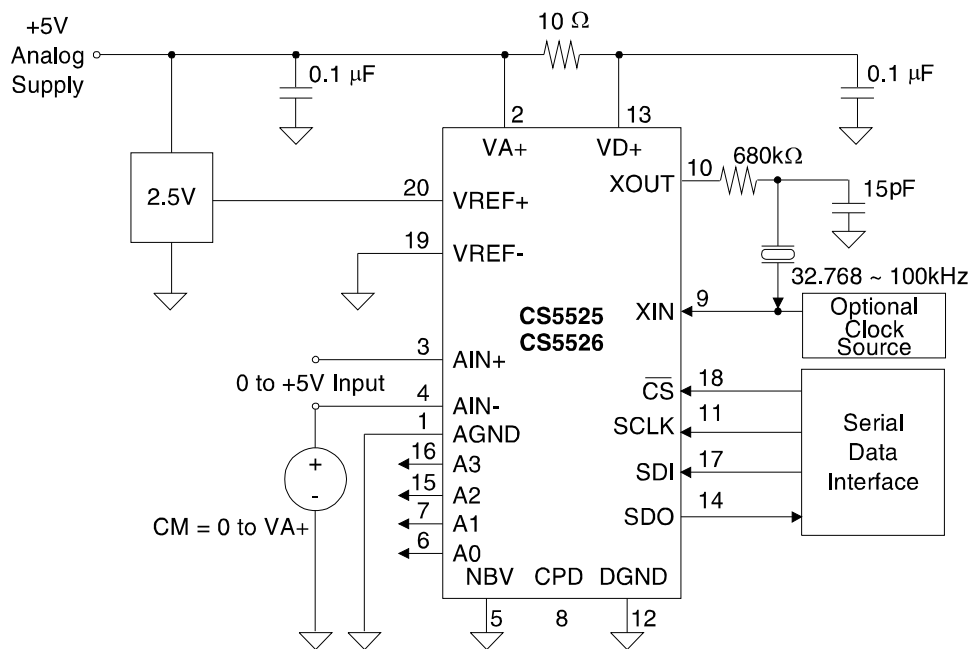 +5V
Analog
Supply
10 Ω
0.1 µF
0.1 µF
2
13
VA+
VD+
680kΩ
10
XOUT
15pF
2.5V
20
VREF+
19
VREF-
32.768 ~ 100kHz
9
XIN
Optional
Clock
Source
CS5525
CS5526
3
AIN+
0 to +5V Input
4
AIN-
1
AGND
16
A3
15
A2
7
A1
6
A0
+
-
CM = 0 to VA+
CS
18
SCLK
11
SDI
17
SDO
14
Serial
Data
Interface
NBV
CPD
DGND
5
8
12